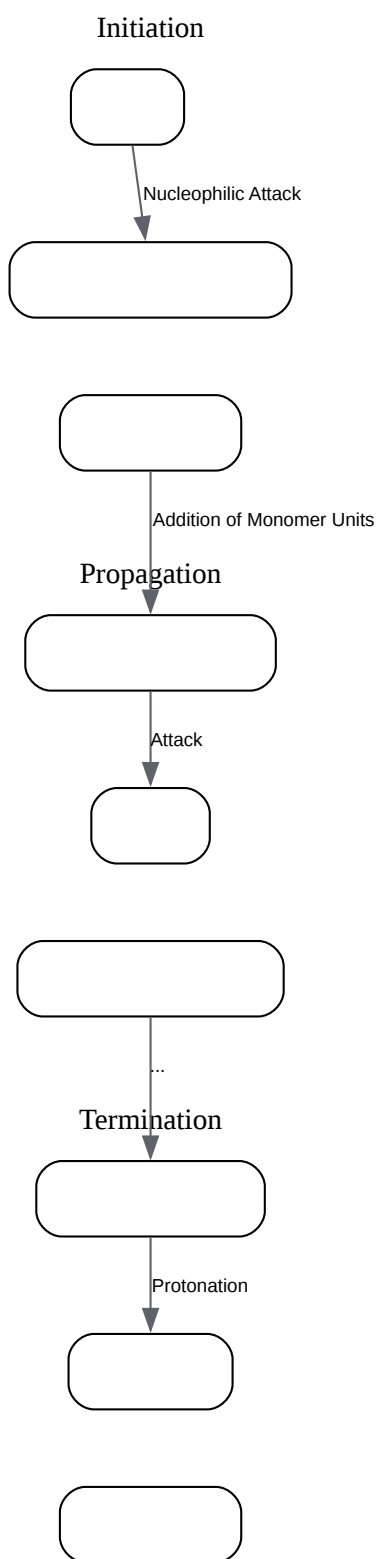 Initiation
Nucleophilic Attack
Addition of Monomer Units
Propagation
Attack
...
Termination
Protonation